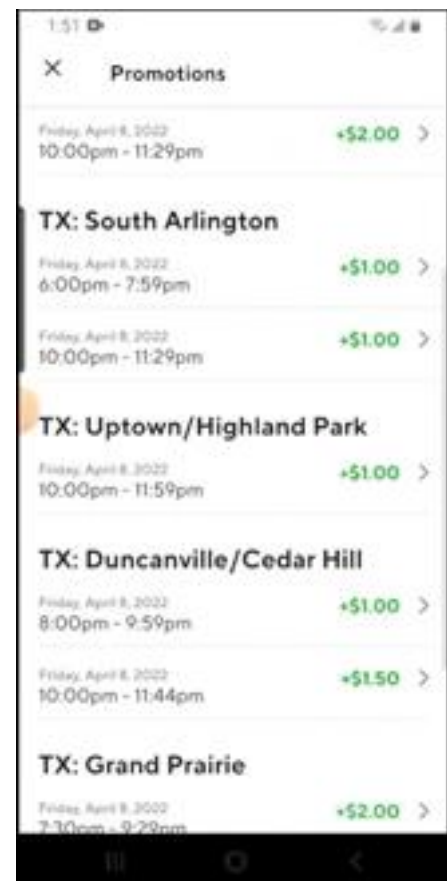 1:51
Promotions
Friday, April 8, 2022
10:00pm - 11:29pm
+$2.00
TX: South Arlington
Friday, April 8, 2022
6:00pm - 7:59pm
+$1.00
Friday, April 8, 2022
10:00pm - 11:29pm
+$1.00
TX: Uptown/Highland Park
Friday, April 8, 2022
10:00pm - 11:59pm
+$1.00
TX: Duncanville/Cedar Hill
Friday, April 8, 2022
8:00pm - 9:59pm
+$1.00
Friday, April 8, 2022
10:00pm - 11:44pm
+$1.50
TX: Grand Prairie
Friday, April 8, 2022
7:30pm - 9:29pm
+$2.00